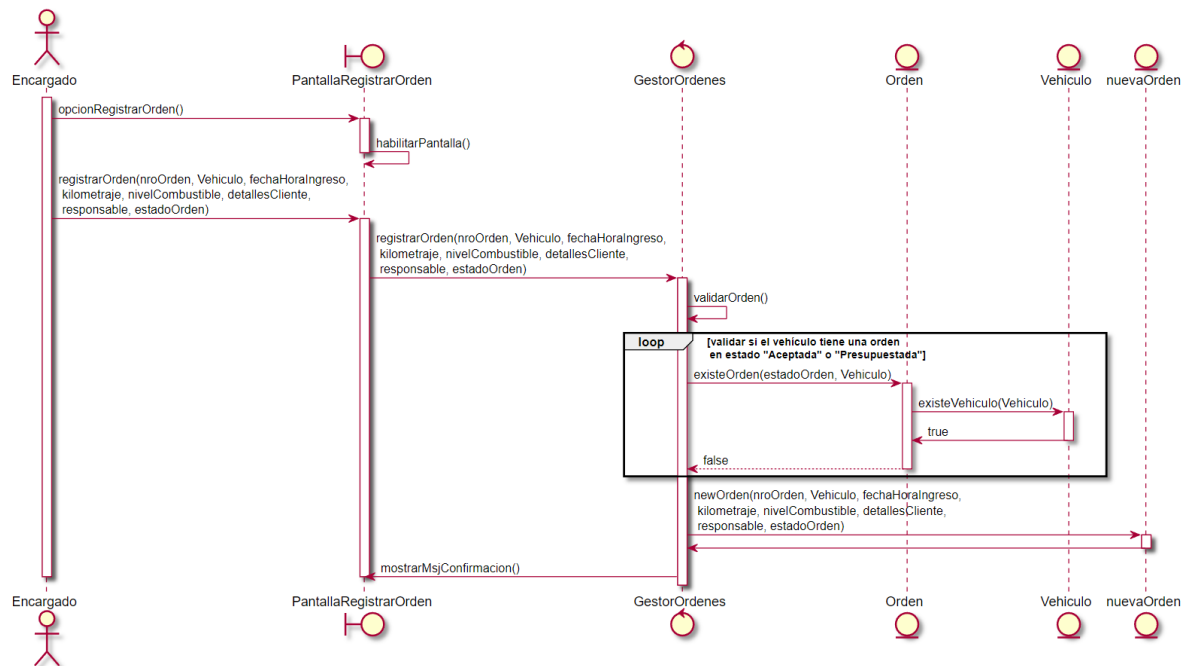 Encargado
PantallaRegistrarOrden
GestorOrdenes
Orden
Vehiculo
nuevaOrden
opcionRegistrarOrden()
habilitarPantalla()
registrarOrden(nroOrden, Vehiculo, fechaHoraIngreso,
kilometraje, nivelCombustible, detallesCliente,
responsable, estadoOrden)
registrarOrden(nroOrden, Vehiculo, fechaHoraIngreso,
kilometraje, nivelCombustible, detallesCliente,
responsable, estadoOrden)
validarOrden()
loop
[validar si el vehículo tiene una orden
en estado "Aceptada" o "Presupuestada"]
existeOrden(estadoOrden, Vehiculo)
existeVehiculo(Vehiculo)
true
false
newOrden(nroOrden, Vehiculo, fechaHoraIngreso,
kilometraje, nivelCombustible, detallesCliente,
responsable, estadoOrden)
mostrarMsjConfirmacion()
Encargado
PantallaRegistrarOrden
GestorOrdenes
Orden
Vehiculo
nuevaOrden